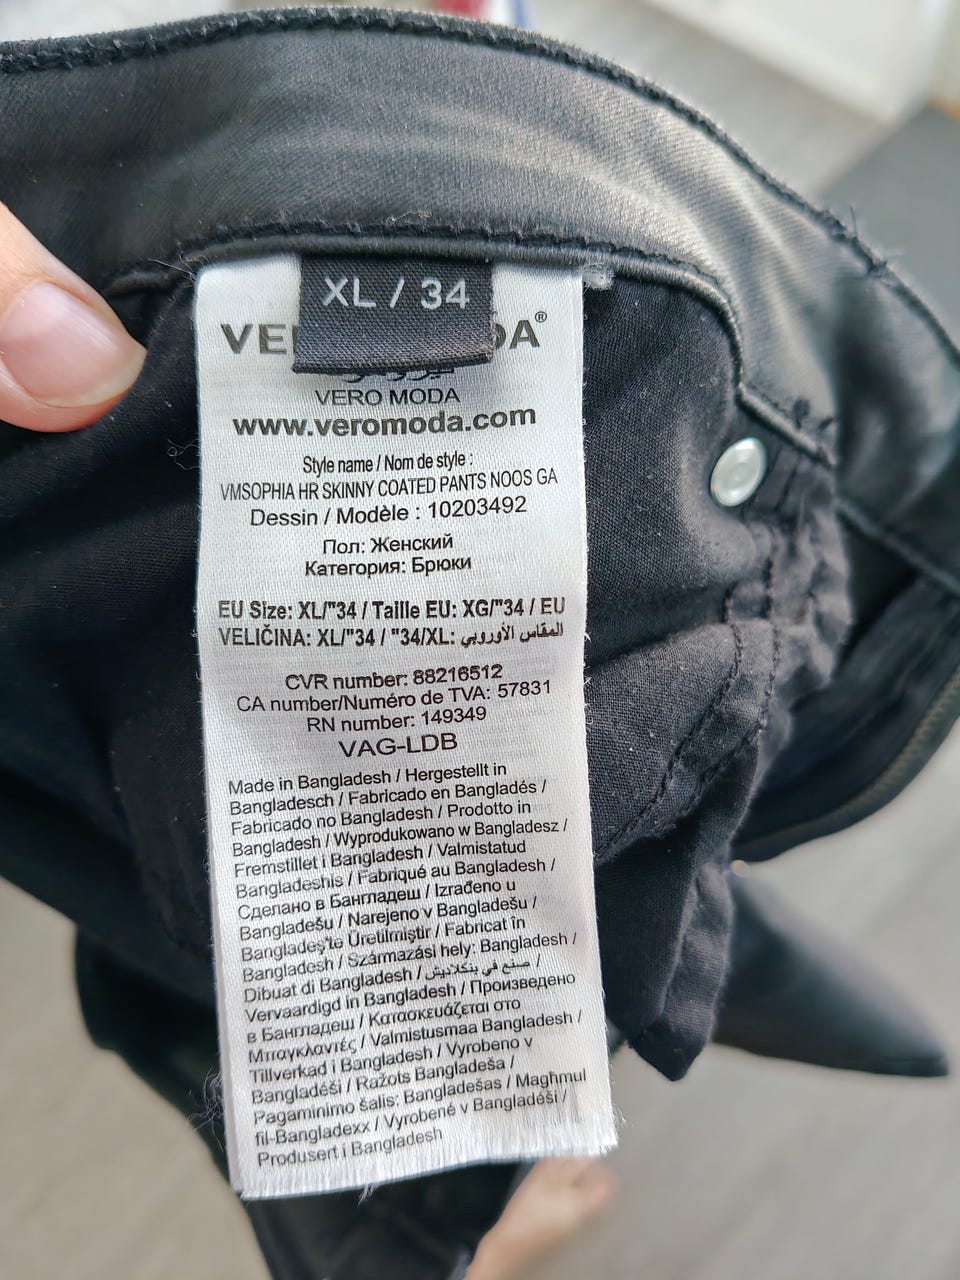 XL / 34
VERO MODA®
VERO MODA
www.veromoda.com
Style name / Nom de style :
VMSOPHIA HR SKINNY COATED PANTS NOOS GA
Dessin / Modèle : 10203492
Пол: Женский
Категория: Брюки
EU Size: XL/"34 / Taille EU: XG/"34 / EU
VELIČINA: XL/"34 / "34/XL: المقاس الأوروبي
CVR number: 88216512
CA number/Numéro de TVA: 57831
RN number: 149349
VAG-LDB
Made in Bangladesh / Hergestellt in
Bangladesch / Fabricado en Bangladés /
Fabricado no Bangladesh / Prodotto in
Bangladesh / Wyprodukowano w Bangladesz /
Fremstillet i Bangladesh / Valmistatud
Bangladeshis / Fabriqué au Bangladesh /
Сделано в Бангладеш / Izrađeno u
Bangladešu / Narejeno v Bangladešu /
Bangladeş'te Üretilmiştir / Fabricat în
Bangladesh / Származási hely: Bangladesh /
Dibuat di Bangladesh / صنع في بنكلاديش /
Vervaardigd in Bangladesh / Произведено
в Бангладеш / Κατασκευάζεται στο
Μπαγκλαντές / Valmistusmaa Bangladesh /
Tillverkad i Bangladesh / Vyrobeno v
Bangladéši / Ražots Bangladeša /
Pagaminimo šalis: Bangladešas / Magħmul
fil-Bangladexx / Vyrobené v Bangladéši /
Produsert i Bangladesh